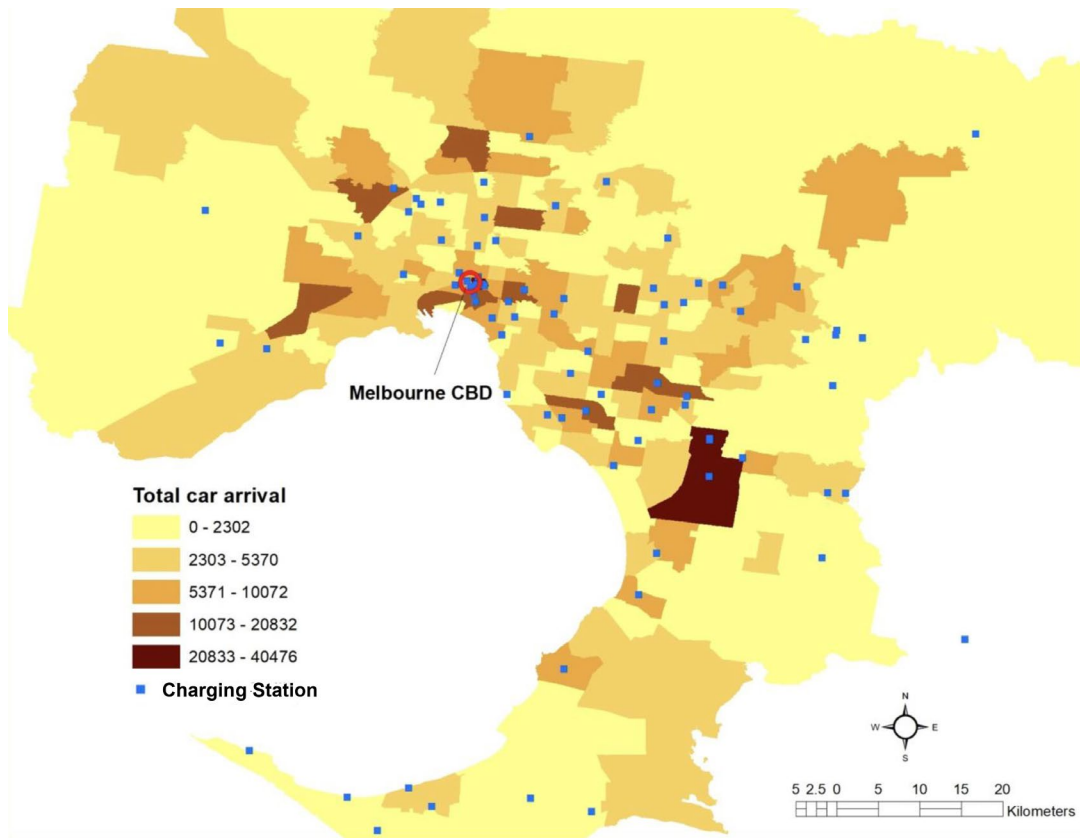 Melbourne CBD
Total car arrival
0 - 2302
2303 - 5370
5371 - 10072
10073 - 20832
20833 - 40476
Charging Station
N
W E
S
5 2.5 0 5 10 15 20
Kilometers